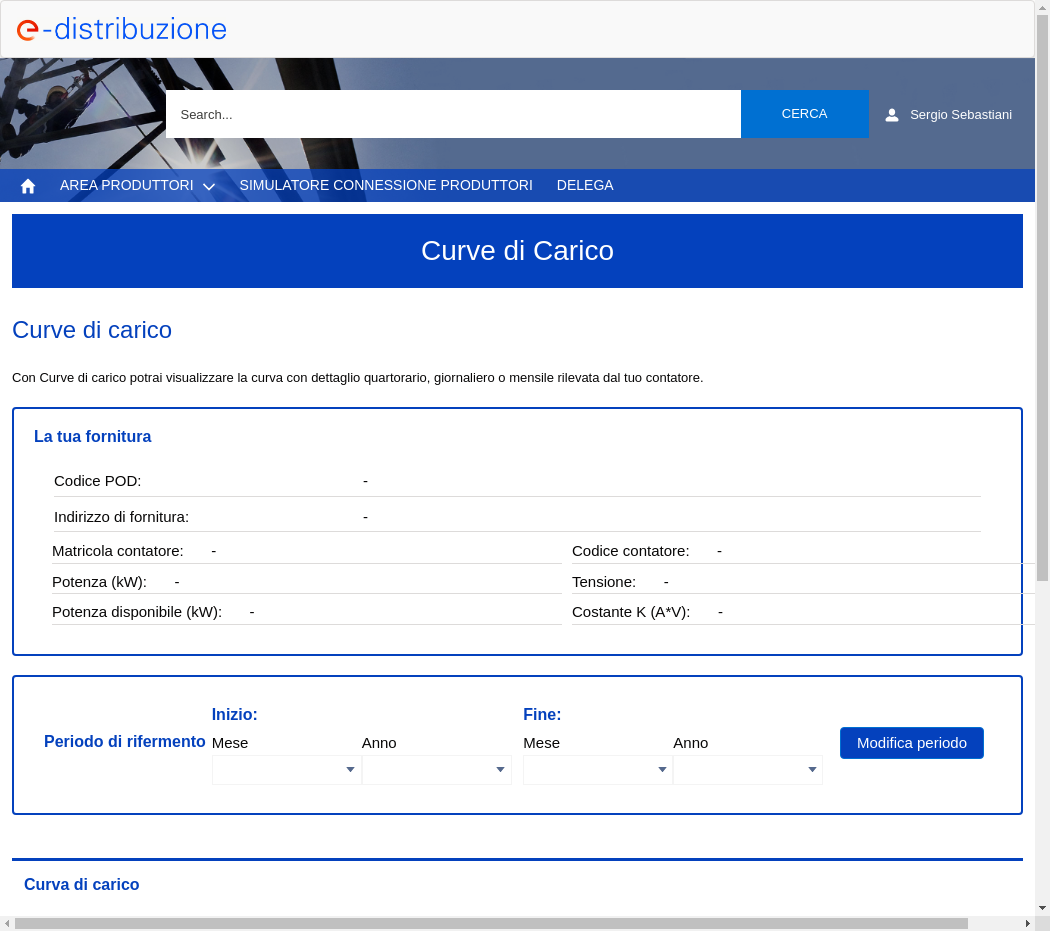 e-distribuzione
Search...
CERCA
Sergio Sebastiani
AREA PRODUTTORI
SIMULATORE CONNESSIONE PRODUTTORI
DELEGA
Curve di Carico
Curve di carico
Con Curve di carico potrai visualizzare la curva con dettaglio quartorario, giornaliero o mensile rilevata dal tuo contatore.
La tua fornitura
Codice POD: -
Indirizzo di fornitura: -
Matricola contatore: -
Codice contatore: -
Potenza (kW): -
Tensione: -
Potenza disponibile (kW): -
Costante K (A*V): -
Periodo di rifermento
Inizio:
Mese
Anno
Fine:
Mese
Anno
Modifica periodo
Curva di carico